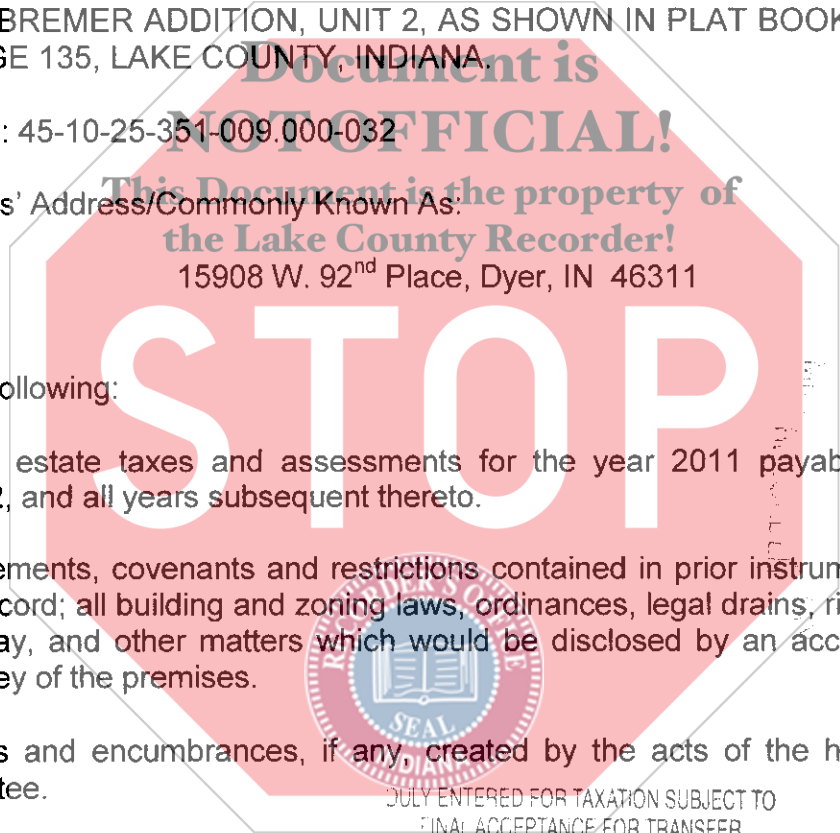 BREMER ADDITION, UNIT 2, AS SHOWN IN PLAT BOOK
GE 135, LAKE COUNTY, INDIANA.
Document is
NOT OFFICIAL!
: 45-10-25-351-009.000-032
This Document is the property of
the Lake County Recorder!
s' Address/Commonly Known As:
15908 W. 92nd Place, Dyer, IN 46311
STOP
ollowing:
estate taxes and assessments for the year 2011 payab
2, and all years subsequent thereto.
ements, covenants and restrictions contained in prior instrum
cord; all building and zoning laws, ordinances, legal drains, ri
ay, and other matters which would be disclosed by an acc
ey of the premises.
RECORDER'S OFFICE
SEAL
INDIANA
s and encumbrances, if any, created by the acts of the h
tee.
DULY ENTERED FOR TAXATION SUBJECT TO
FINAL ACCEPTANCE FOR TRANSFER